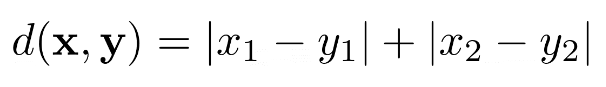 d(𝐱, 𝐲) = |x₁ − y₁| + |x₂ − y₂|